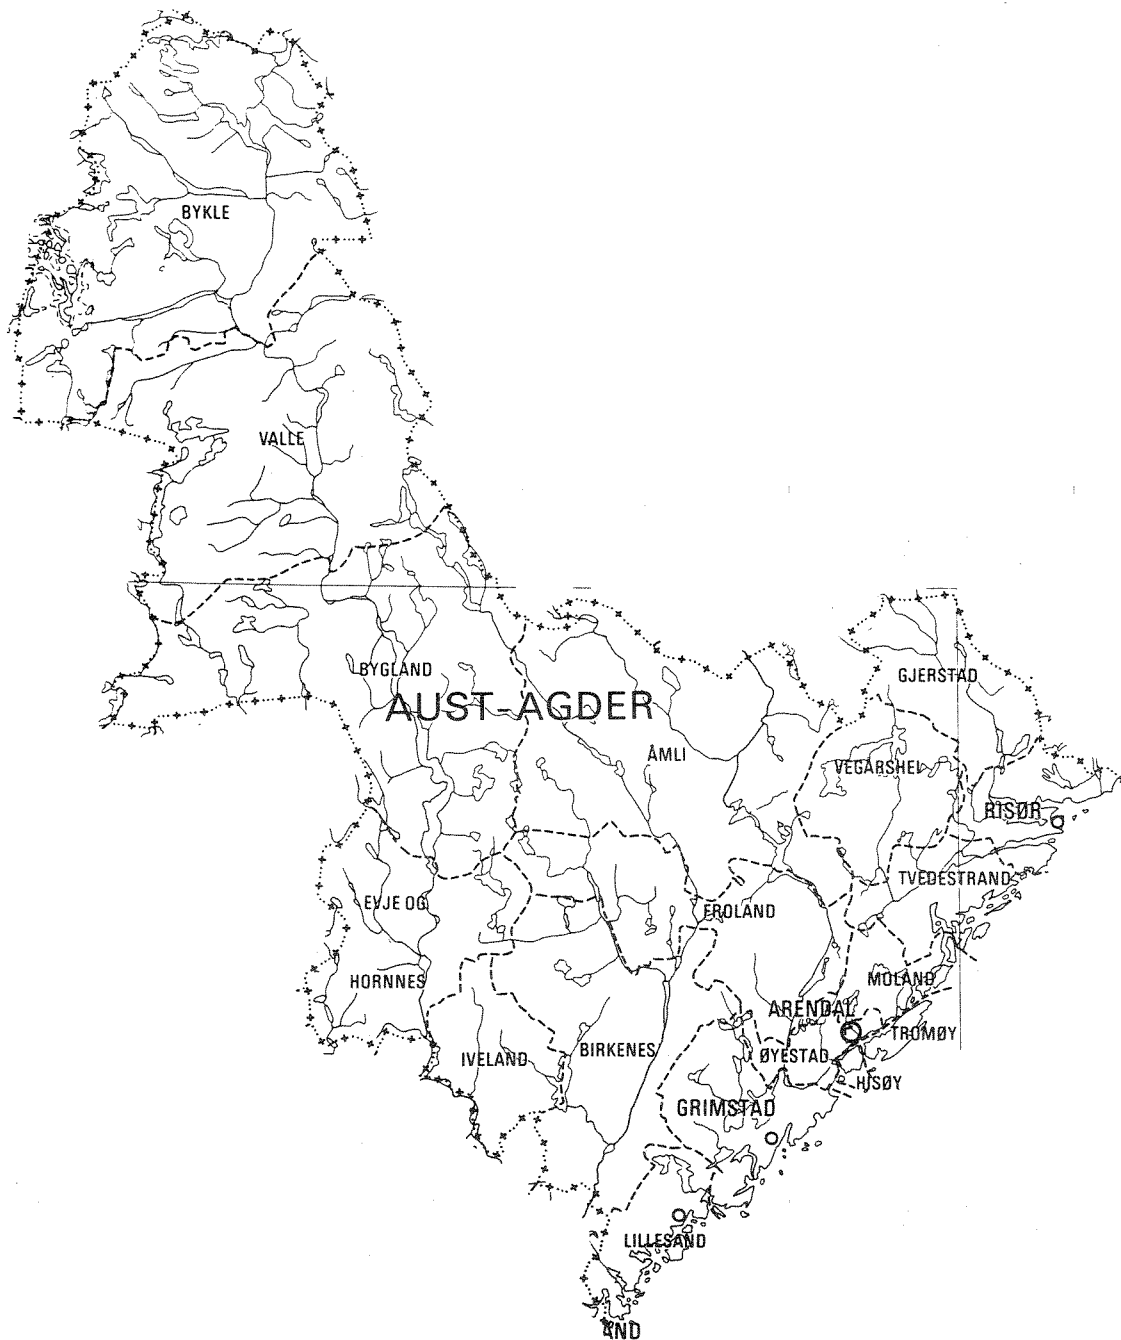 BYKLE
VALLE
BYGLAND
GJERSTAD
AUST-AGDER
ÅMLI
VEGÅRSHEI
RISØR
TVEDESTRAND
EVJE OG
FROLAND
HORNNES
MOLAND
ARENDAL
TROMØY
IVELAND
BIRKENES
ØYESTAD
HISØY
GRIMSTAD
LILLESAND
AND